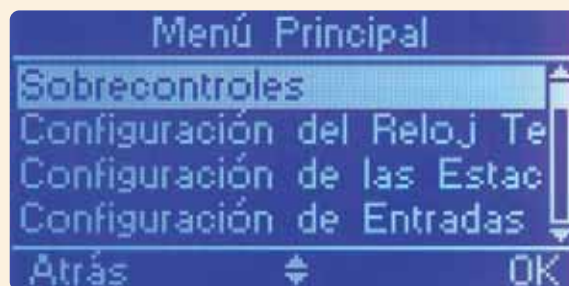 Menú Principal
Sobrecontroles
Configuración del Reloj Te
Configuración de las Estac
Configuración de Entradas
Atrás OK